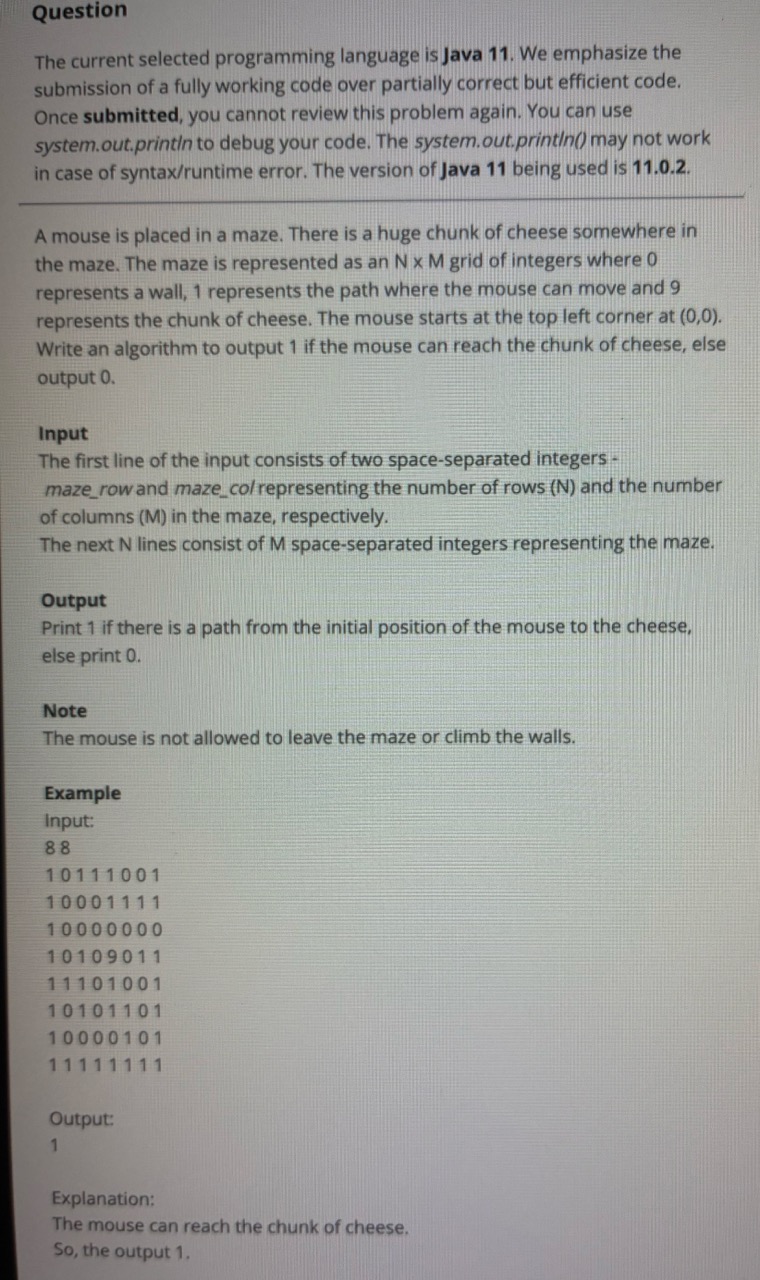 Question
The current selected programming language is Java 11. We emphasize the
submission of a fully working code over partially correct but efficient code.
Once submitted, you cannot review this problem again. You can use
system.out.println to debug your code. The system.out.println() may not work
in case of syntax/runtime error. The version of Java 11 being used is 11.0.2.
A mouse is placed in a maze. There is a huge chunk of cheese somewhere in
the maze. The maze is represented as an N x M grid of integers where 0
represents a wall, 1 represents the path where the mouse can move and 9
represents the chunk of cheese. The mouse starts at the top left corner at (0,0).
Write an algorithm to output 1 if the mouse can reach the chunk of cheese, else
output 0.
Input
The first line of the input consists of two space-separated integers -
maze_row and maze_col representing the number of rows (N) and the number
of columns (M) in the maze, respectively.
The next N lines consist of M space-separated integers representing the maze.
Output
Print 1 if there is a path from the initial position of the mouse to the cheese,
else print 0.
Note
The mouse is not allowed to leave the maze or climb the walls.
Example
Input:
8 8
1 0 1 1 1 0 0 1
1 0 0 0 1 1 1 1
1 0 0 0 0 0 0 0
1 0 1 0 9 0 1 1
1 1 1 0 1 0 0 1
1 0 1 0 1 1 0 1
1 0 0 0 0 1 0 1
1 1 1 1 1 1 1 1
Output:
1
Explanation:
The mouse can reach the chunk of cheese.
So, the output 1.